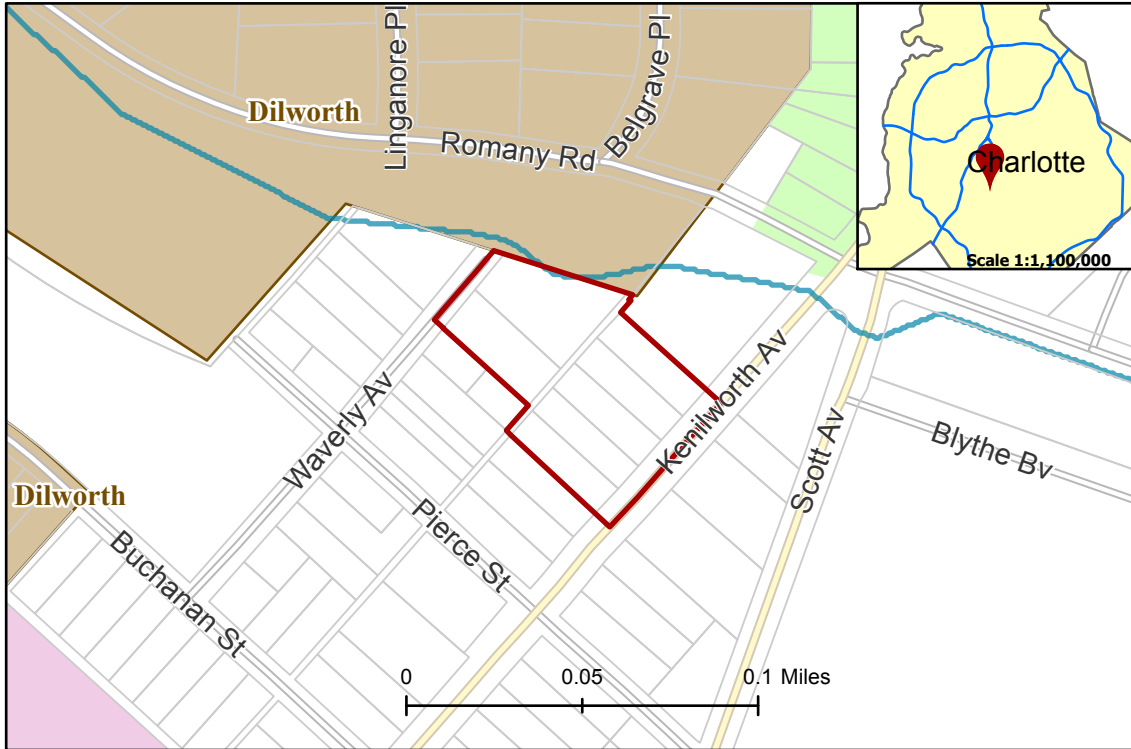 Linganore Pl
Belgrave Pl
Dilworth
Romany Rd
Charlotte
Scale 1:1,100,000
Waverly Av
Kenilworth Av
Scott Av
Blythe Bv
Dilworth
Pierce St
Buchanan St
0 0.05 0.1 Miles